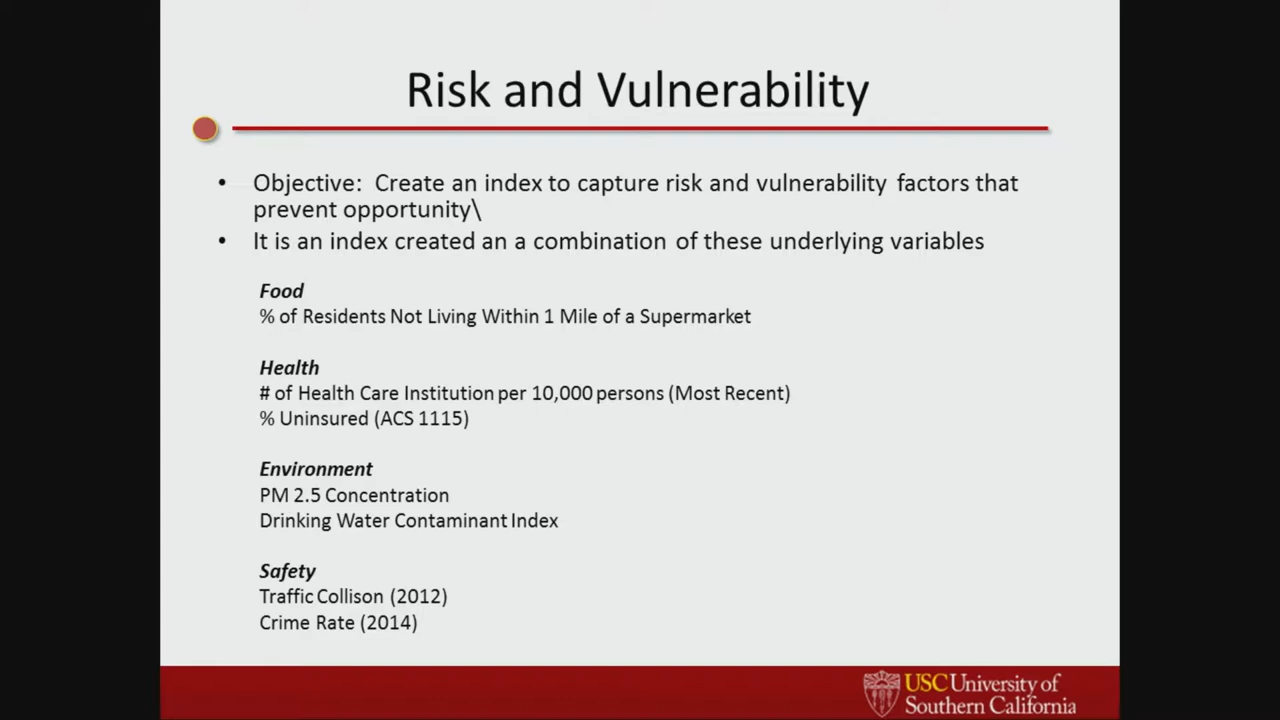 Risk and Vulnerability
• Objective: Create an index to capture risk and vulnerability factors that
prevent opportunity\
• It is an index created an a combination of these underlying variables
Food
% of Residents Not Living Within 1 Mile of a Supermarket
Health
# of Health Care Institution per 10,000 persons (Most Recent)
% Uninsured (ACS 1115)
Environment
PM 2.5 Concentration
Drinking Water Contaminant Index
Safety
Traffic Collison (2012)
Crime Rate (2014)
USC University of
Southern California